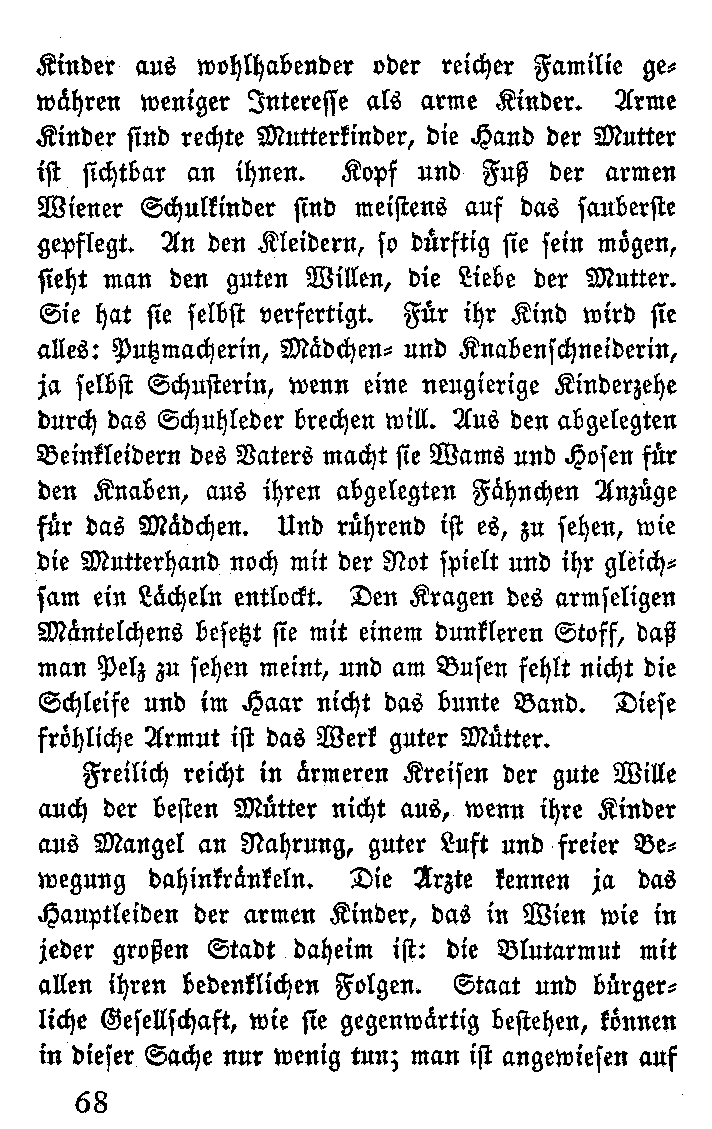 Kinder aus wohlhabender oder reicher Familie ge-
währen weniger Interesse als arme Kinder. Arme
Kinder sind rechte Mutterkinder, die Hand der Mutter
ist sichtbar an ihnen. Kopf und Fuß der armen
Wiener Schulkinder sind meistens auf das sauberste
gepflegt. An den Kleidern, so dürftig sie sein mögen,
sieht man den guten Willen, die Liebe der Mutter.
Sie hat sie selbst verfertigt. Für ihr Kind wird sie
alles: Putzmacherin, Mädchen- und Knabenschneiderin,
ja selbst Schusterin, wenn eine neugierige Kinderzehe
durch das Schuhleder brechen will. Aus den abgelegten
Beinkleidern des Vaters macht sie Wams und Hosen für
den Knaben, aus ihren abgelegten Fähnchen Anzüge
für das Mädchen. Und rührend ist es, zu sehen, wie
die Mutterhand noch mit der Not spielt und ihr gleich-
sam ein Lächeln entlockt. Den Kragen des armseligen
Mäntelchens besetzt sie mit einem dunkleren Stoff, daß
man Pelz zu sehen meint, und am Busen fehlt nicht die
Schleife und im Haar nicht das bunte Band. Diese
fröhliche Armut ist das Werk guter Mütter.
Freilich reicht in ärmeren Kreisen der gute Wille
auch der besten Mütter nicht aus, wenn ihre Kinder
aus Mangel an Nahrung, guter Luft und freier Be-
wegung dahinkränkeln. Die Ärzte kennen ja das
Hauptleiden der armen Kinder, das in Wien wie in
jeder großen Stadt daheim ist: die Blutarmut mit
allen ihren bedenklichen Folgen. Staat und bürger-
liche Gesellschaft, wie sie gegenwärtig bestehen, können
in dieser Sache nur wenig tun; man ist angewiesen auf
68